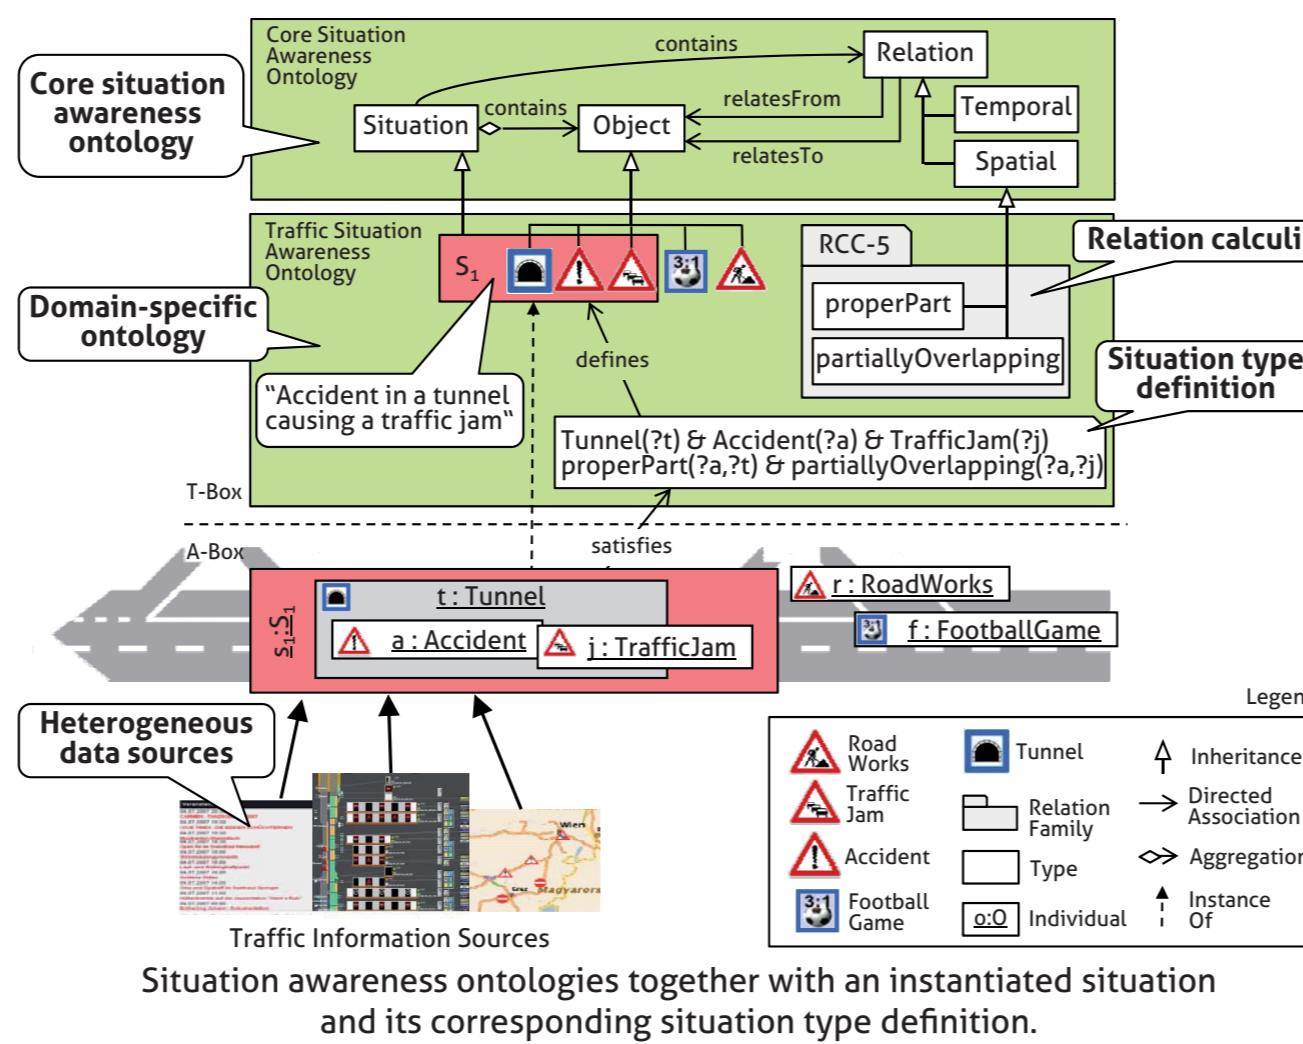 Core Situation
Awareness
Ontology
contains
Relation
Core situation
awareness
ontology
Situation
contains
Object
relatesFrom
relatesTo
Temporal
Spatial
Traffic Situation
Awareness
Ontology
S1
3:1
RCC-5
Relation calculi
properPart
partiallyOverlapping
Domain-specific
ontology
defines
Situation type
definition
“Accident in a tunnel
causing a traffic jam“
Tunnel(?t) & Accident(?a) & TrafficJam(?j)
properPart(?a,?t) & partiallyOverlapping(?a,?j)
T-Box
A-Box
satisfies
s1:S1
t : Tunnel
a : Accident
j : TrafficJam
r : RoadWorks
3:1
f : FootballGame
Heterogeneous
data sources
Wien
Graz
Magyarors
Traffic Information Sources
Legen
Road
Works
Traffic
Jam
Accident
3:1
Football
Game
Tunnel
Relation
Family
Type
o:O
Individual
Inheritance
Directed
Association
Aggregation
Instance
Of
Situation awareness ontologies together with an instantiated situation
and its corresponding situation type definition.